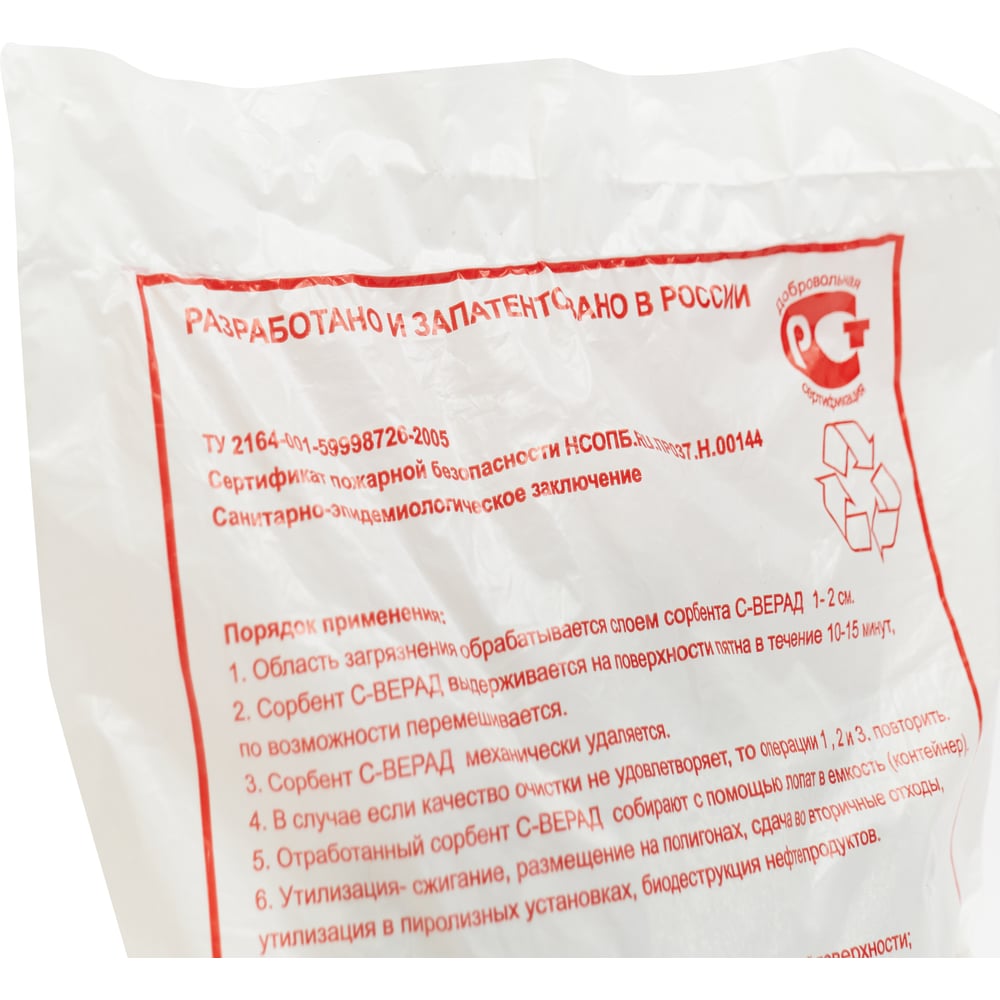 РАЗРАБОТАНО И ЗАПАТЕНТОВАНО В РОССИИ
добровольная
РСТ
сертификация
ТУ 2164-001-59998726-2005
Сертификат пожарной безопасности НСОПБ.RU.ПР037.Н.00144
Санитарно-эпидемиологическое заключение
Порядок применения:
1. Область загрязнения обрабатывается слоем сорбента С-ВЕРАД 1-2 см.
2. Сорбент С-ВЕРАД выдерживается на поверхности пятна в течение 10-15 минут,
по возможности перемешивается.
3. Сорбент С-ВЕРАД механически удаляется.
4. В случае если качество очистки не удовлетворяет, то операции 1, 2 и 3. повторить.
5. Отработанный сорбент С-ВЕРАД собирают с помощью лопат в емкость (контейнер).
6. Утилизация- сжигание, размещение на полигонах, сдача во вторичные отходы,
утилизация в пиролизных установках, биодеструкция нефтепродуктов.
поверхности;